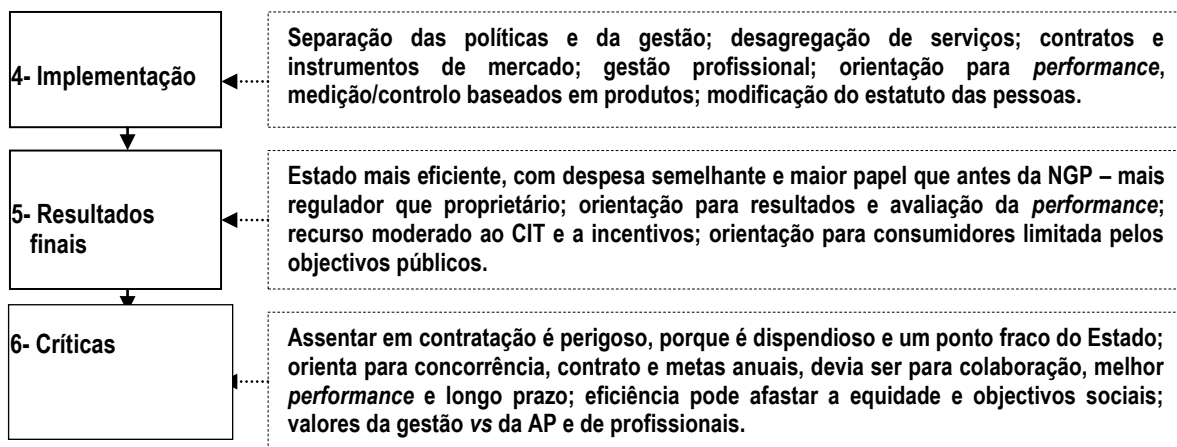 4- Implementação
Separação das políticas e da gestão; desagregação de serviços; contratos e
instrumentos de mercado; gestão profissional; orientação para performance,
medição/controlo baseados em produtos; modificação do estatuto das pessoas.
5- Resultados
finais
Estado mais eficiente, com despesa semelhante e maior papel que antes da NGP – mais
regulador que proprietário; orientação para resultados e avaliação da performance;
recurso moderado ao CIT e a incentivos; orientação para consumidores limitada pelos
objectivos públicos.
6- Críticas
Assentar em contratação é perigoso, porque é dispendioso e um ponto fraco do Estado;
orienta para concorrência, contrato e metas anuais, devia ser para colaboração, melhor
performance e longo prazo; eficiência pode afastar a equidade e objectivos sociais;
valores da gestão vs da AP e de profissionais.